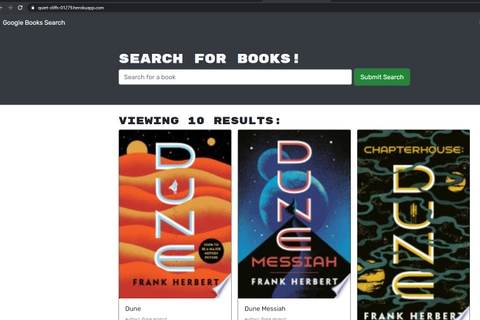 quiet-cliffs-01279.herokuapp.com
Google Books Search
SEARCH FOR BOOKS!
Search for a book
Submit Search
VIEWING 10 RESULTS:
DUNE
SOON TO BE A MAJOR MOTION PICTURE
FRANK HERBERT
Dune
DUNE
MESSIAH
FRANK HERBERT
Dune Messiah
CHAPTERHOUSE:
DUNE
FRANK HERBERT